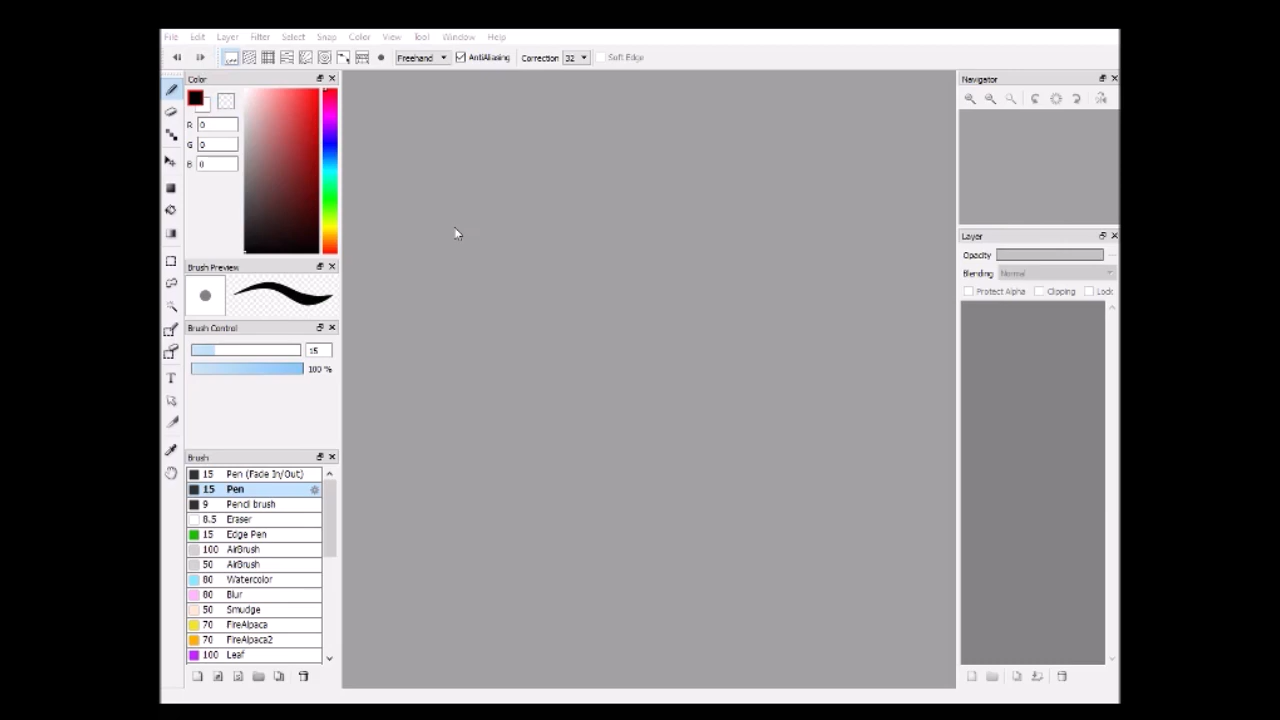 File Edit Layer Filter Select Snap Color View Tool Window Help
Freehand AntiAliasing Correction 32 Soft Edge
Color
R 0
G 0
B 0
Brush Preview
Brush Control
15
100 %
Brush
15 Pen (Fade In/Out)
15 Pen
9 Pencil brush
8.5 Eraser
15 Edge Pen
100 AirBrush
50 AirBrush
80 Watercolor
80 Blur
50 Smudge
70 FireAlpaca
70 FireAlpaca2
100 Leaf
Navigator
Layer
Opacity
Blending Normal
Protect Alpha Clipping Lock
T